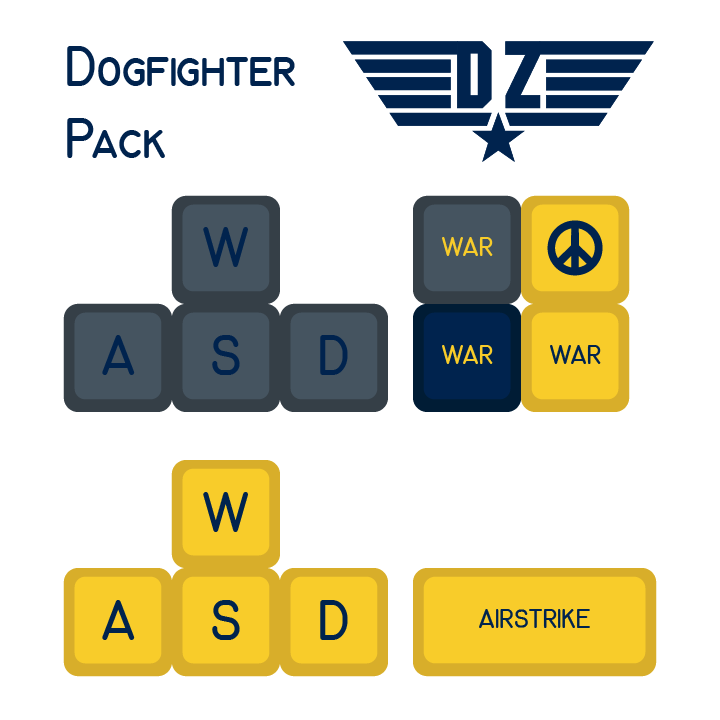 Dogfighter
Pack
DZ
W
A S D
WAR
WAR WAR
W
A S D
AIRSTRIKE